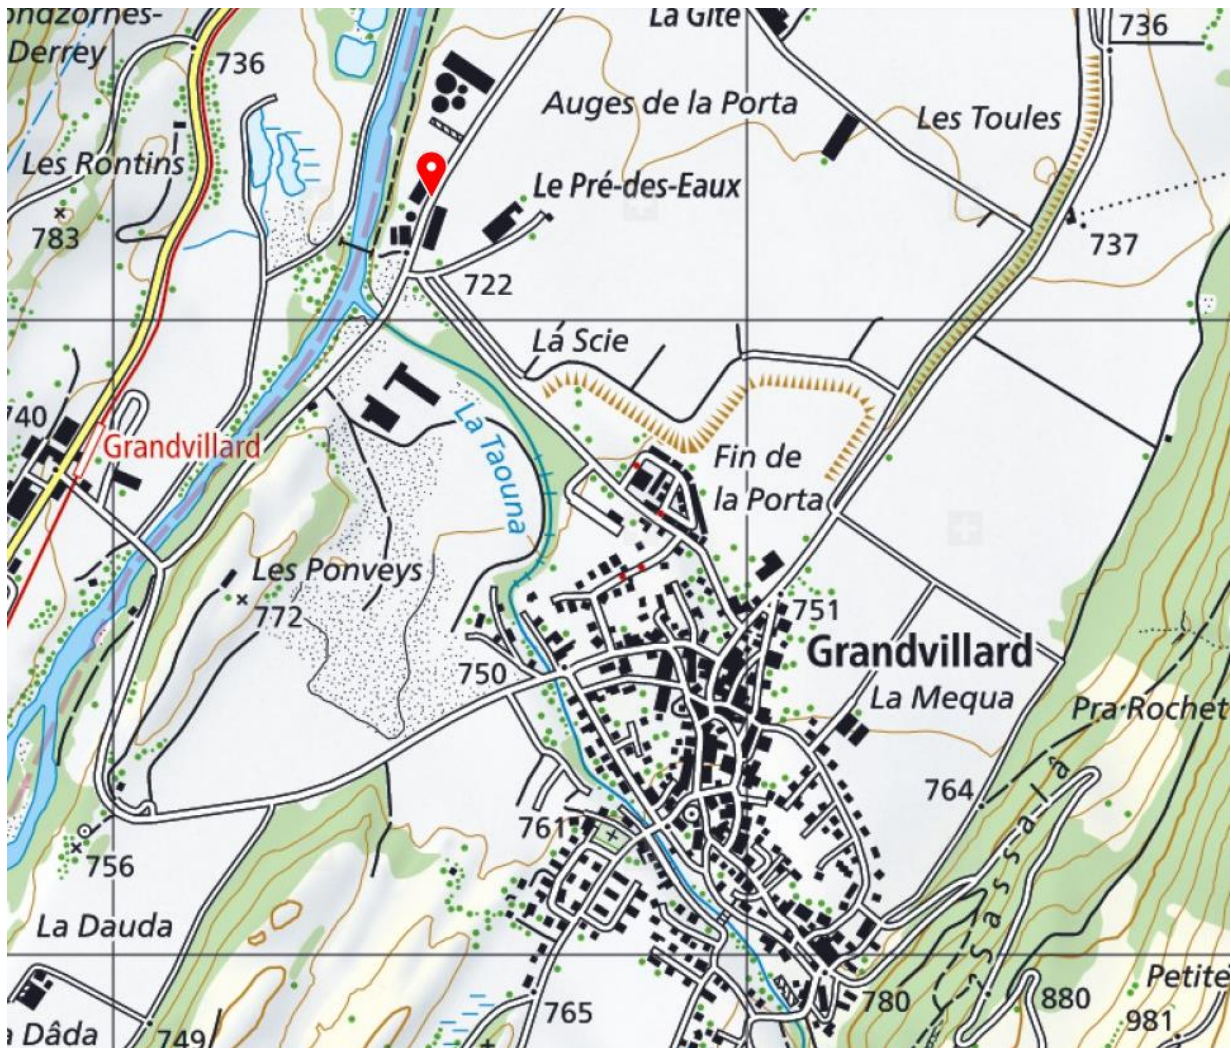 ondzornes-
Derrey
La Gîte
736
736
Auges de la Porta
Les Toules
Les Rontins
Le Pré-des-Eaux
783
737
722
La Scie
740
Grandvillard
La Taouna
Fin de
la Porta
Les Ponveys
772
751
Grandvillard
750
La Mequa
Pra Rochet
764
761
Sassala
756
La Dauda
Petite
765
780
880
981
a Dâda
749